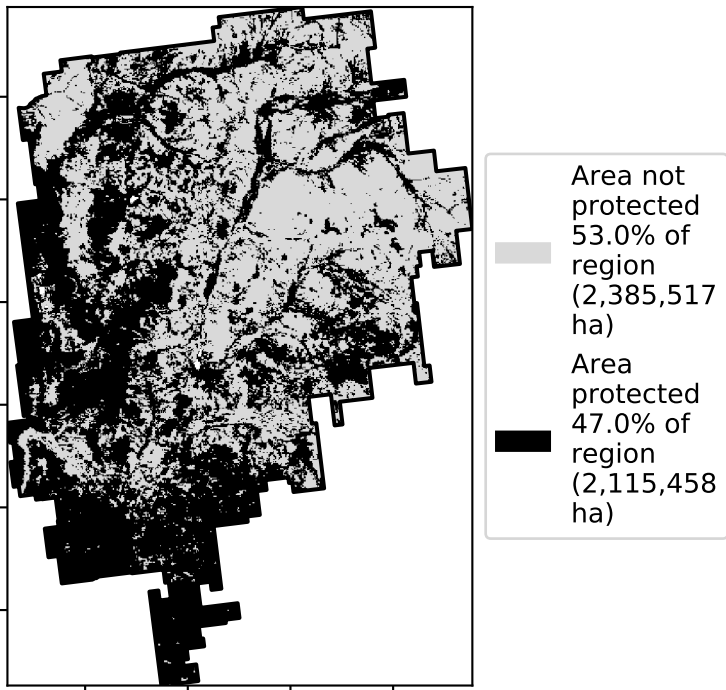 Area not
protected
53.0% of
region
(2,385,517
ha)
Area
protected
47.0% of
region
(2,115,458
ha)